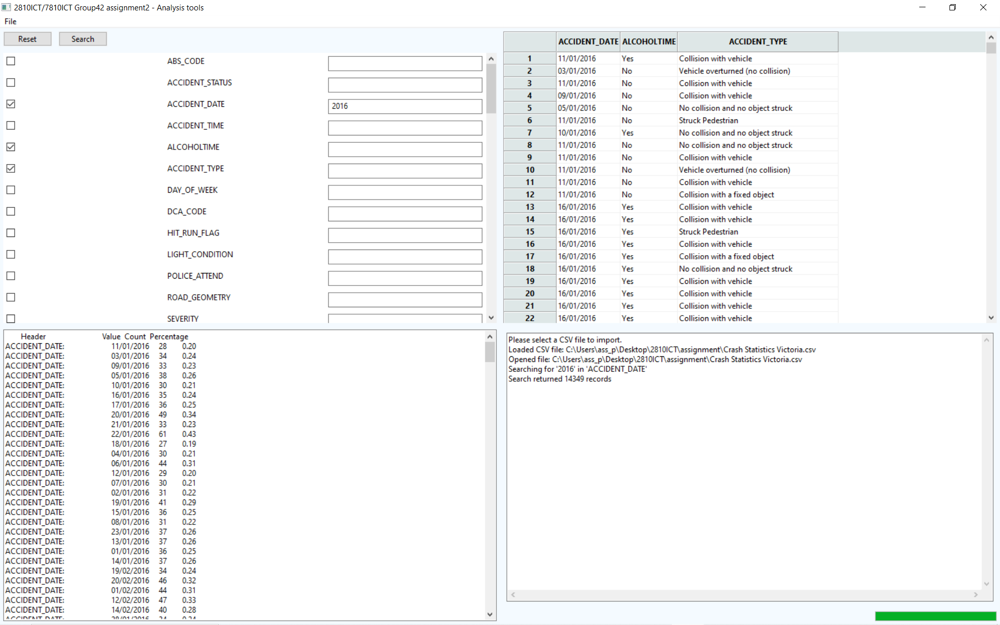 2810ICT/7810ICT Group42 assignment2 - Analysis tools
File
Reset Search
ABS_CODE
ACCIDENT_STATUS
ACCIDENT_DATE 2016
ACCIDENT_TIME
ALCOHOLTIME
ACCIDENT_TYPE
DAY_OF_WEEK
DCA_CODE
HIT_RUN_FLAG
LIGHT_CONDITION
POLICE_ATTEND
ROAD_GEOMETRY
SEVERITY
ACCIDENT_DATE ALCOHOLTIME ACCIDENT_TYPE
1 11/01/2016 Yes Collision with vehicle
2 03/01/2016 No Vehicle overturned (no collision)
3 11/01/2016 No Collision with vehicle
4 09/01/2016 No Collision with vehicle
5 05/01/2016 No No collision and no object struck
6 11/01/2016 No Struck Pedestrian
7 10/01/2016 Yes No collision and no object struck
8 11/01/2016 No No collision and no object struck
9 11/01/2016 No Collision with vehicle
10 11/01/2016 No Vehicle overturned (no collision)
11 11/01/2016 No Collision with vehicle
12 11/01/2016 No Collision with a fixed object
13 16/01/2016 Yes Collision with vehicle
14 16/01/2016 Yes Collision with vehicle
15 16/01/2016 Yes Struck Pedestrian
16 16/01/2016 Yes Collision with vehicle
17 16/01/2016 Yes Collision with a fixed object
18 16/01/2016 Yes No collision and no object struck
19 16/01/2016 Yes Collision with vehicle
20 16/01/2016 Yes Collision with vehicle
21 16/01/2016 Yes Collision with vehicle
22 16/01/2016 Yes Collision with vehicle
Header Value Count Percentage
ACCIDENT_DATE: 11/01/2016 28 0.20
ACCIDENT_DATE: 03/01/2016 34 0.24
ACCIDENT_DATE: 09/01/2016 33 0.23
ACCIDENT_DATE: 05/01/2016 38 0.26
ACCIDENT_DATE: 10/01/2016 30 0.21
ACCIDENT_DATE: 16/01/2016 35 0.24
ACCIDENT_DATE: 17/01/2016 36 0.25
ACCIDENT_DATE: 20/01/2016 49 0.34
ACCIDENT_DATE: 21/01/2016 33 0.23
ACCIDENT_DATE: 22/01/2016 61 0.43
ACCIDENT_DATE: 18/01/2016 27 0.19
ACCIDENT_DATE: 04/01/2016 30 0.21
ACCIDENT_DATE: 06/01/2016 44 0.31
ACCIDENT_DATE: 12/01/2016 29 0.20
ACCIDENT_DATE: 07/01/2016 30 0.21
ACCIDENT_DATE: 02/01/2016 31 0.22
ACCIDENT_DATE: 19/01/2016 41 0.29
ACCIDENT_DATE: 15/01/2016 36 0.25
ACCIDENT_DATE: 08/01/2016 31 0.22
ACCIDENT_DATE: 23/01/2016 37 0.26
ACCIDENT_DATE: 13/01/2016 37 0.26
ACCIDENT_DATE: 01/01/2016 36 0.25
ACCIDENT_DATE: 14/01/2016 37 0.26
ACCIDENT_DATE: 19/02/2016 34 0.24
ACCIDENT_DATE: 20/02/2016 46 0.32
ACCIDENT_DATE: 01/02/2016 44 0.31
ACCIDENT_DATE: 12/02/2016 47 0.33
ACCIDENT_DATE: 14/02/2016 40 0.28
Please select a CSV file to import.
Loaded CSV file: C:\Users\ass_p\Desktop\2810ICT\assignment\Crash Statistics Victoria.csv
Opened file: C:\Users\ass_p\Desktop\2810ICT\assignment\Crash Statistics Victoria.csv
Searching for '2016' in 'ACCIDENT_DATE'
Search returned 14349 records